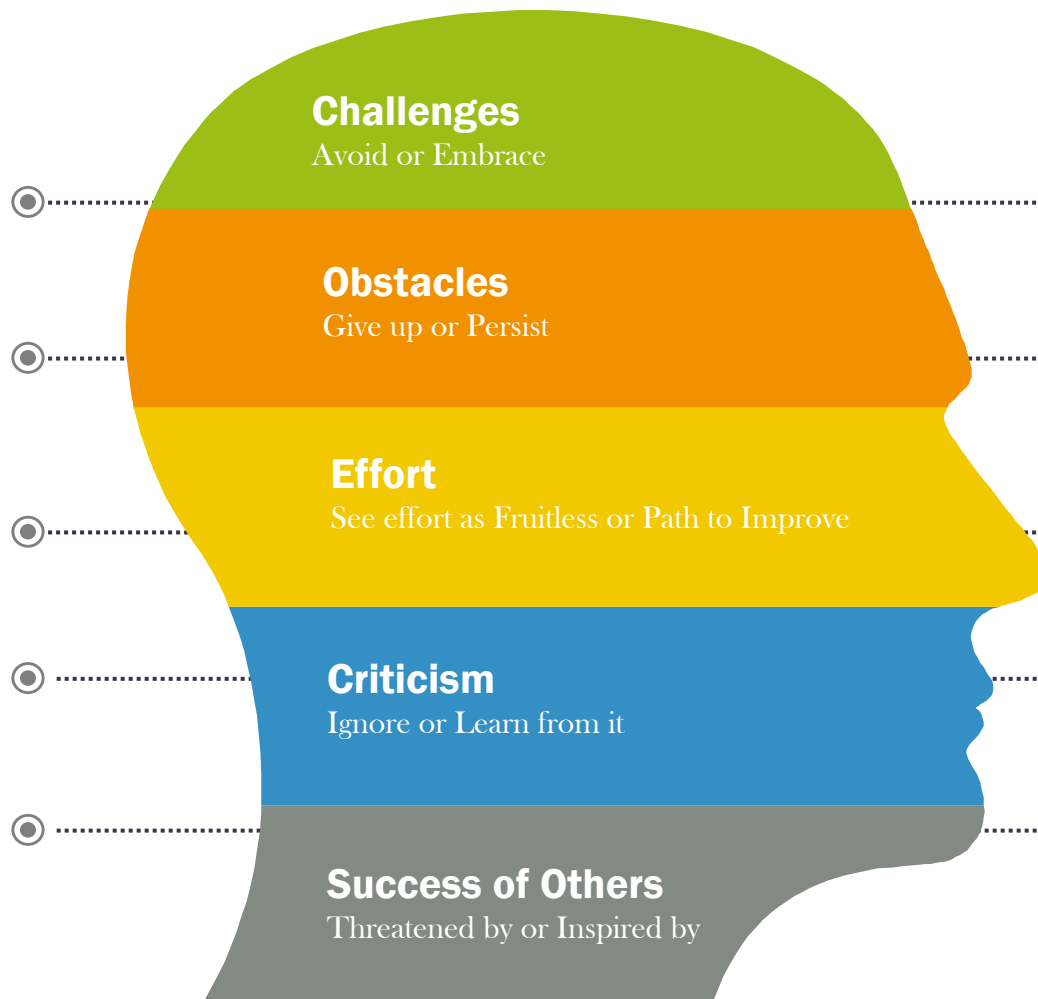 Challenges
Avoid or Embrace
Obstacles
Give up or Persist
Effort
See effort as Fruitless or Path to Improve
Criticism
Ignore or Learn from it
Success of Others
Threatened by or Inspired by